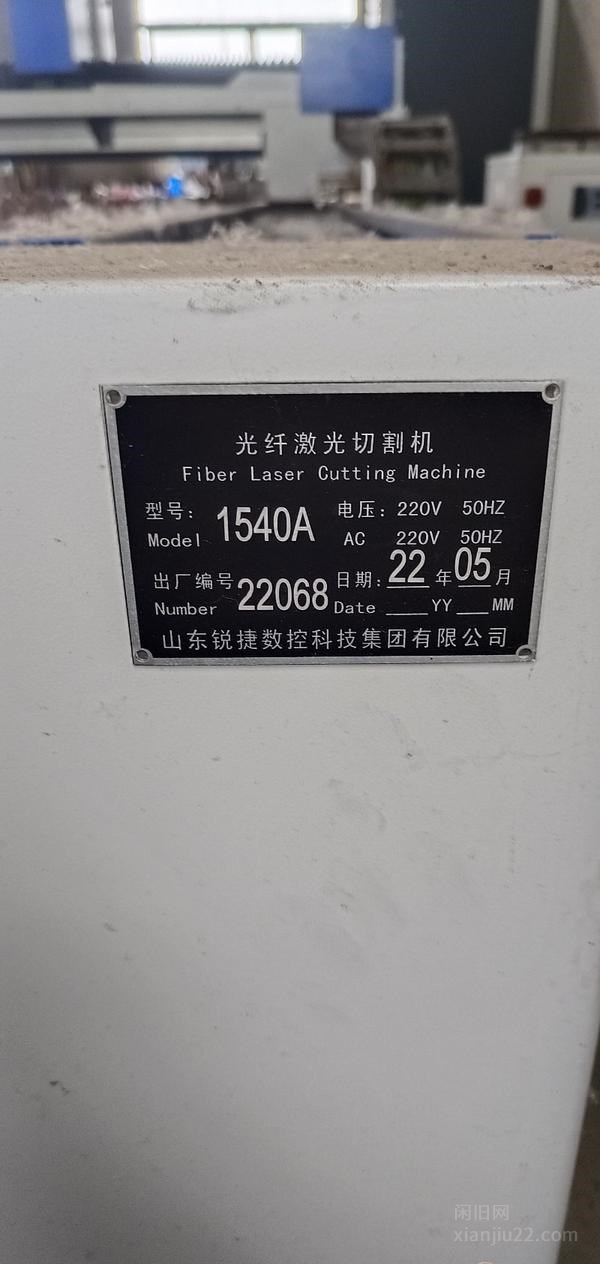 光纤激光切割机
Fiber Laser Cutting Machine
型号: 1540A 电压: 220V 50HZ
Model AC 220V 50HZ
出厂编号 22068 日期: 22 年 05 月
Number Date ____YY ___MM
山东锐捷数控科技集团有限公司
闲旧网
xianjiu22.com